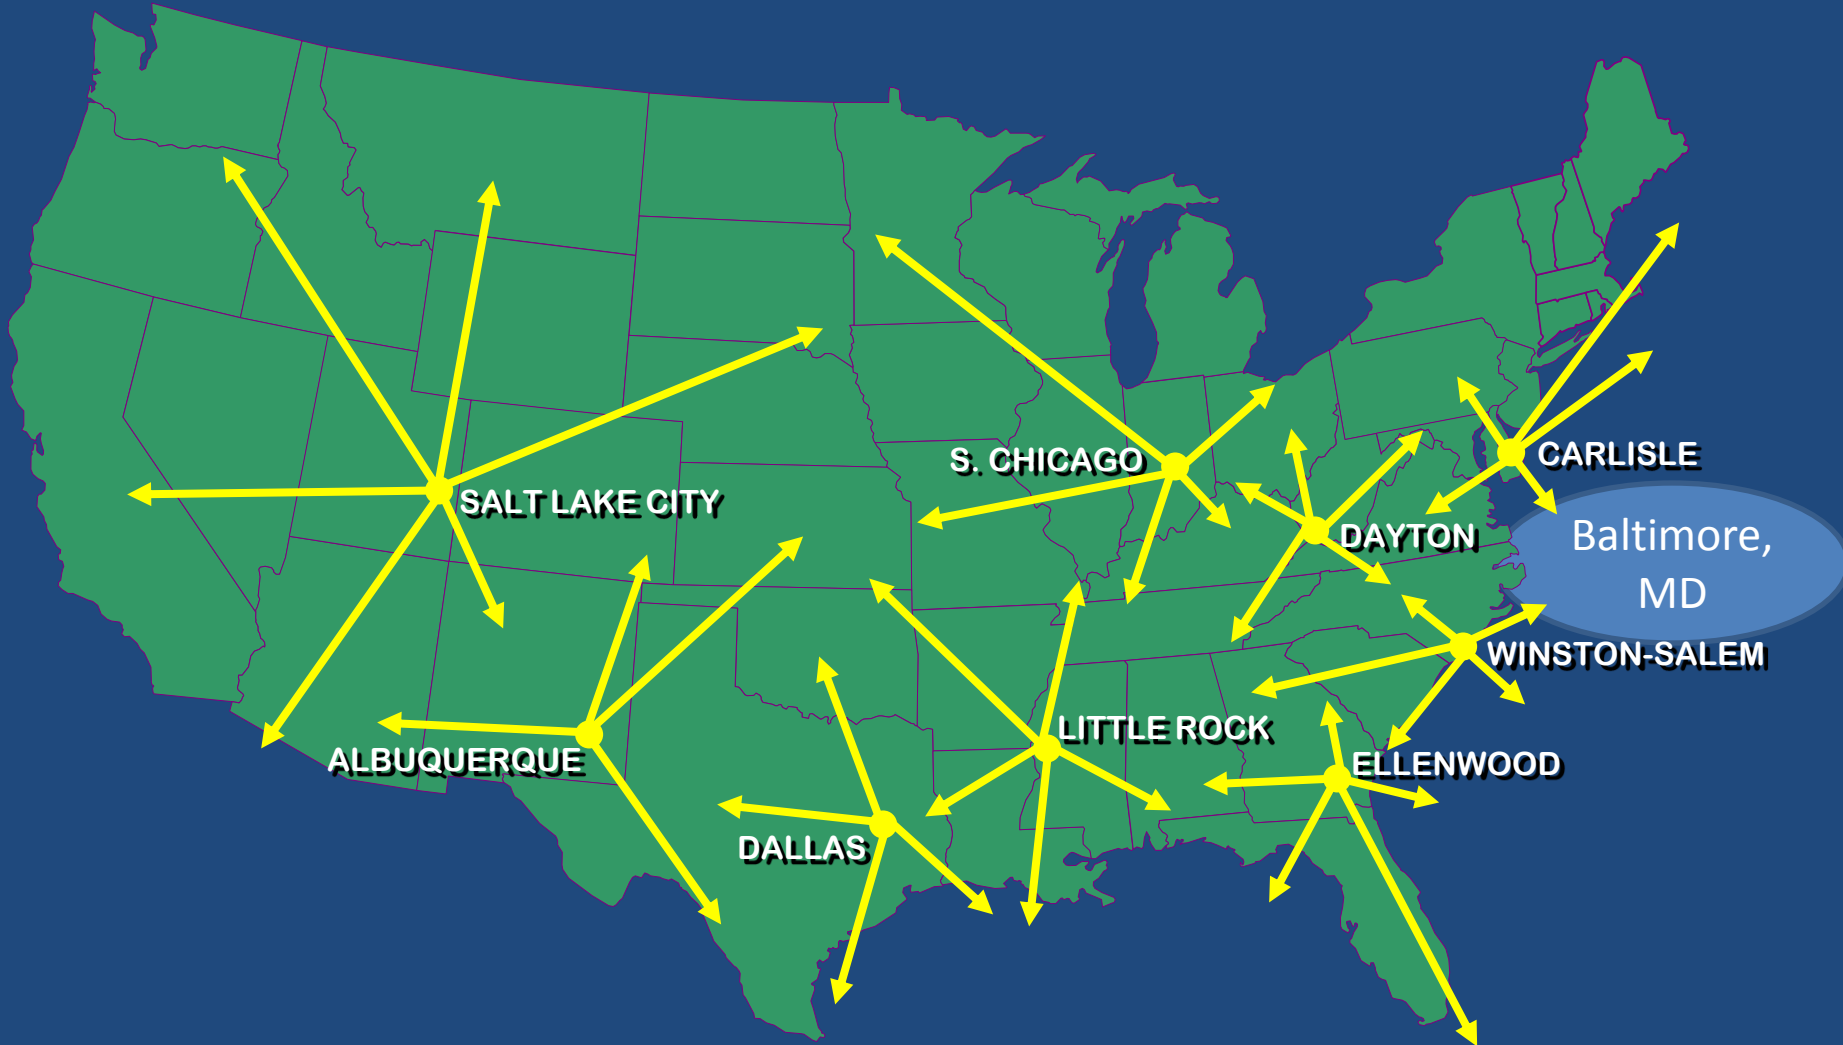 S. CHICAGO
CARLISLE
SALT LAKE CITY
DAYTON
Baltimore,
MD
WINSTON-SALEM
LITTLE ROCK
ALBUQUERQUE
ELLENWOOD
DALLAS